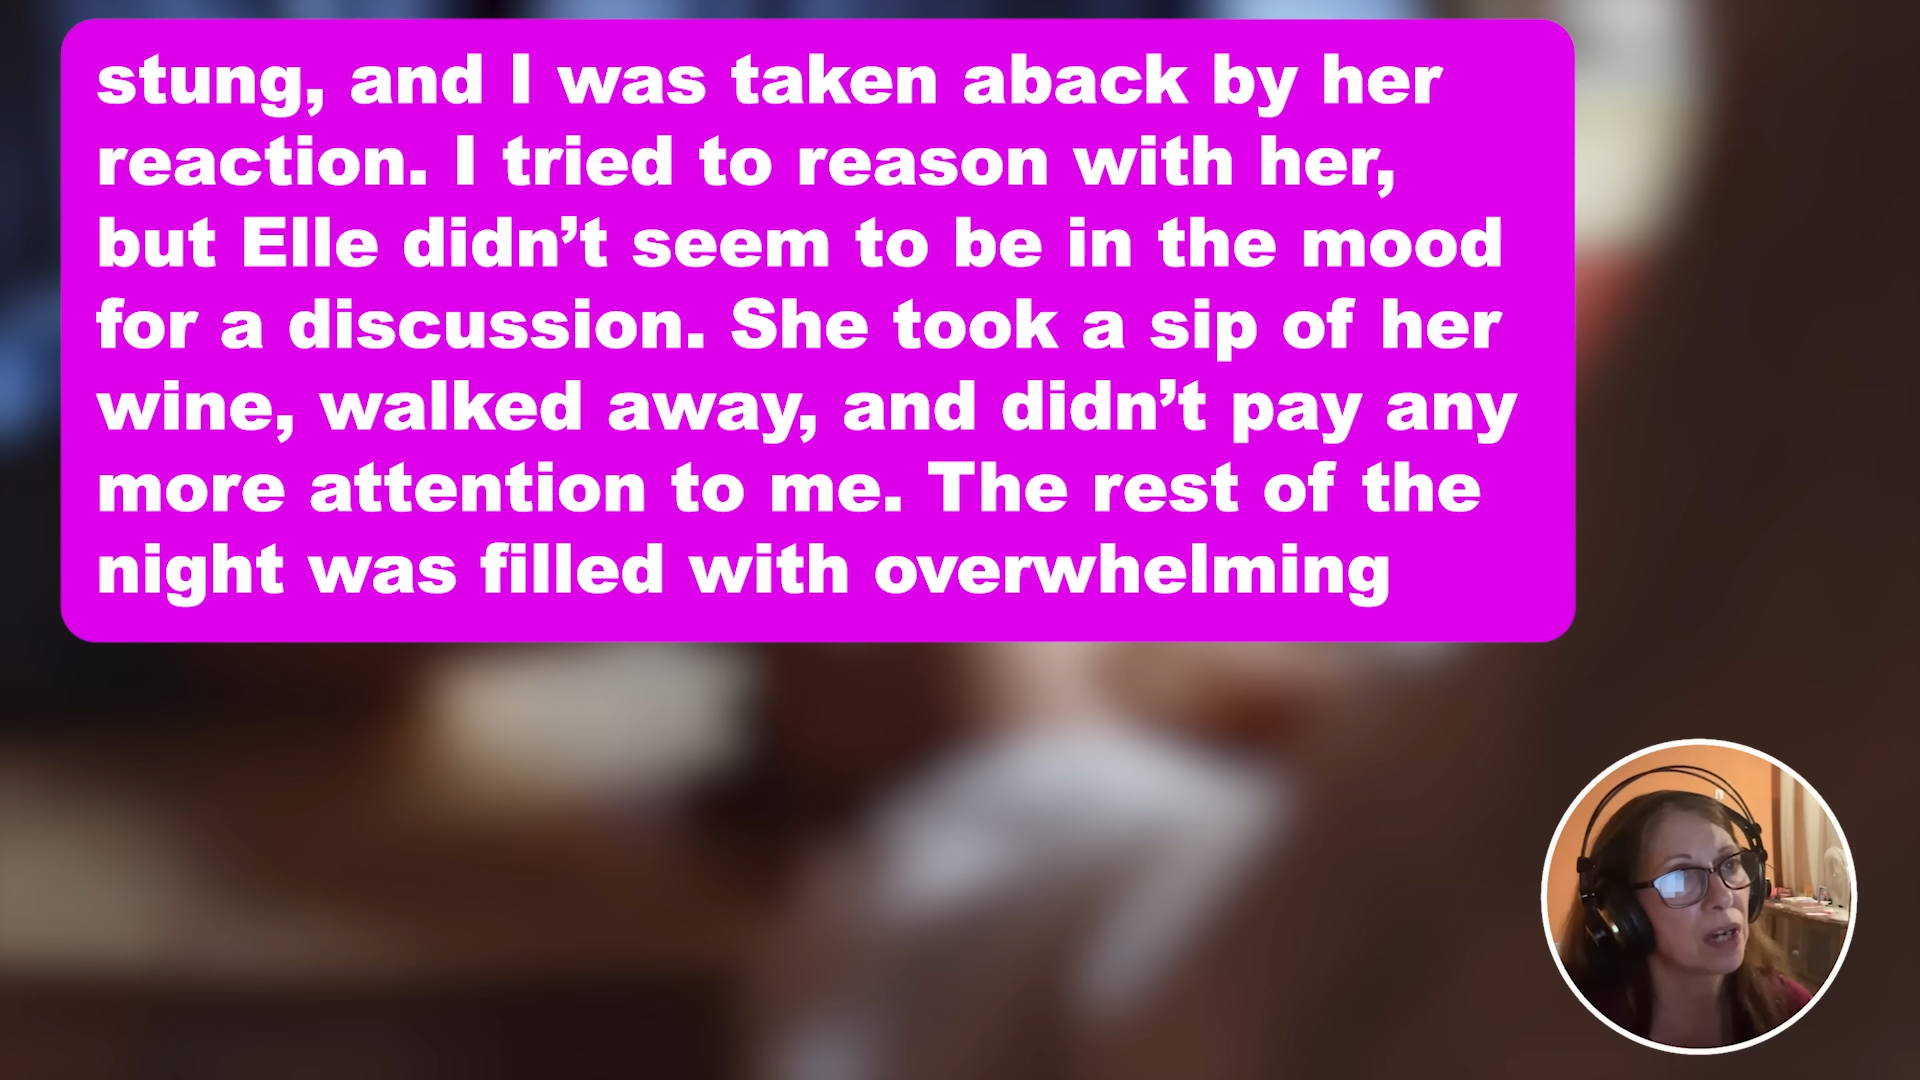 stung, and I was taken aback by her
reaction. I tried to reason with her,
but Elle didn’t seem to be in the mood
for a discussion. She took a sip of her
wine, walked away, and didn’t pay any
more attention to me. The rest of the
night was filled with overwhelming